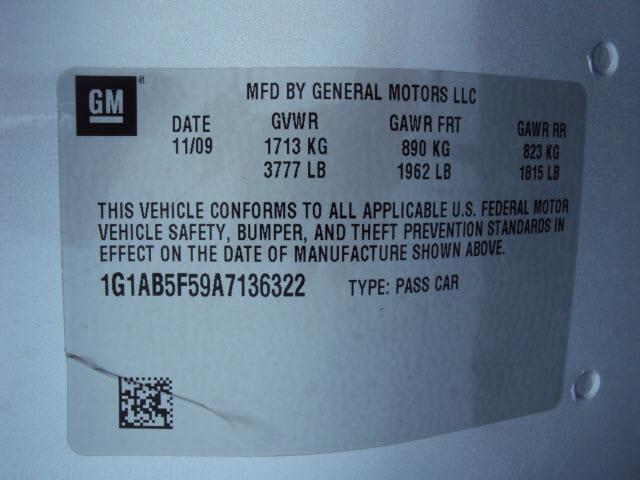 GM®
MFD BY GENERAL MOTORS LLC
DATE GVWR GAWR FRT GAWR RR
11/09 1713 KG 890 KG 823 KG
3777 LB 1962 LB 1815 LB
THIS VEHICLE CONFORMS TO ALL APPLICABLE U.S. FEDERAL MOTOR
VEHICLE SAFETY, BUMPER, AND THEFT PREVENTION STANDARDS IN
EFFECT ON THE DATE OF MANUFACTURE SHOWN ABOVE.
1G1AB5F59A7136322 TYPE: PASS CAR